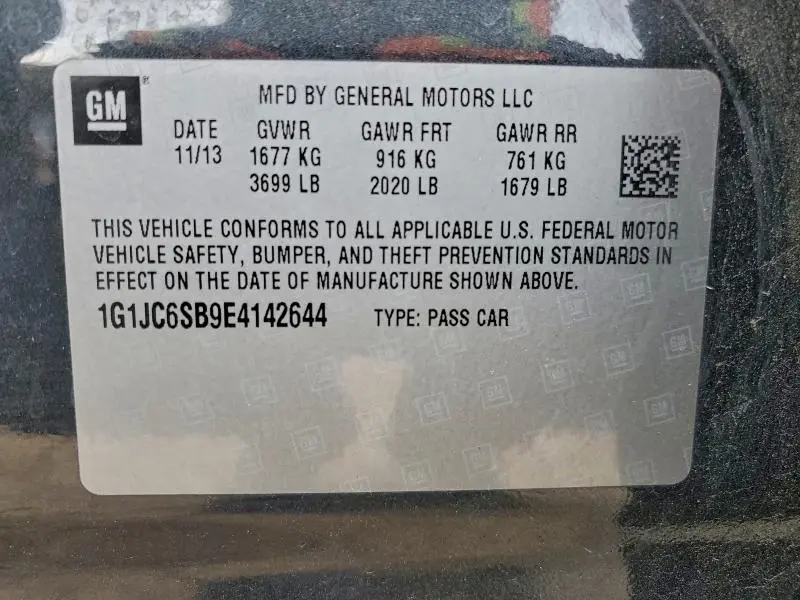 GM ®
MFD BY GENERAL MOTORS LLC
DATE GVWR GAWR FRT GAWR RR
11/13 1677 KG 916 KG 761 KG
3699 LB 2020 LB 1679 LB
THIS VEHICLE CONFORMS TO ALL APPLICABLE U.S. FEDERAL MOTOR
VEHICLE SAFETY, BUMPER, AND THEFT PREVENTION STANDARDS IN
EFFECT ON THE DATE OF MANUFACTURE SHOWN ABOVE.
1G1JC6SB9E4142644 TYPE: PASS CAR